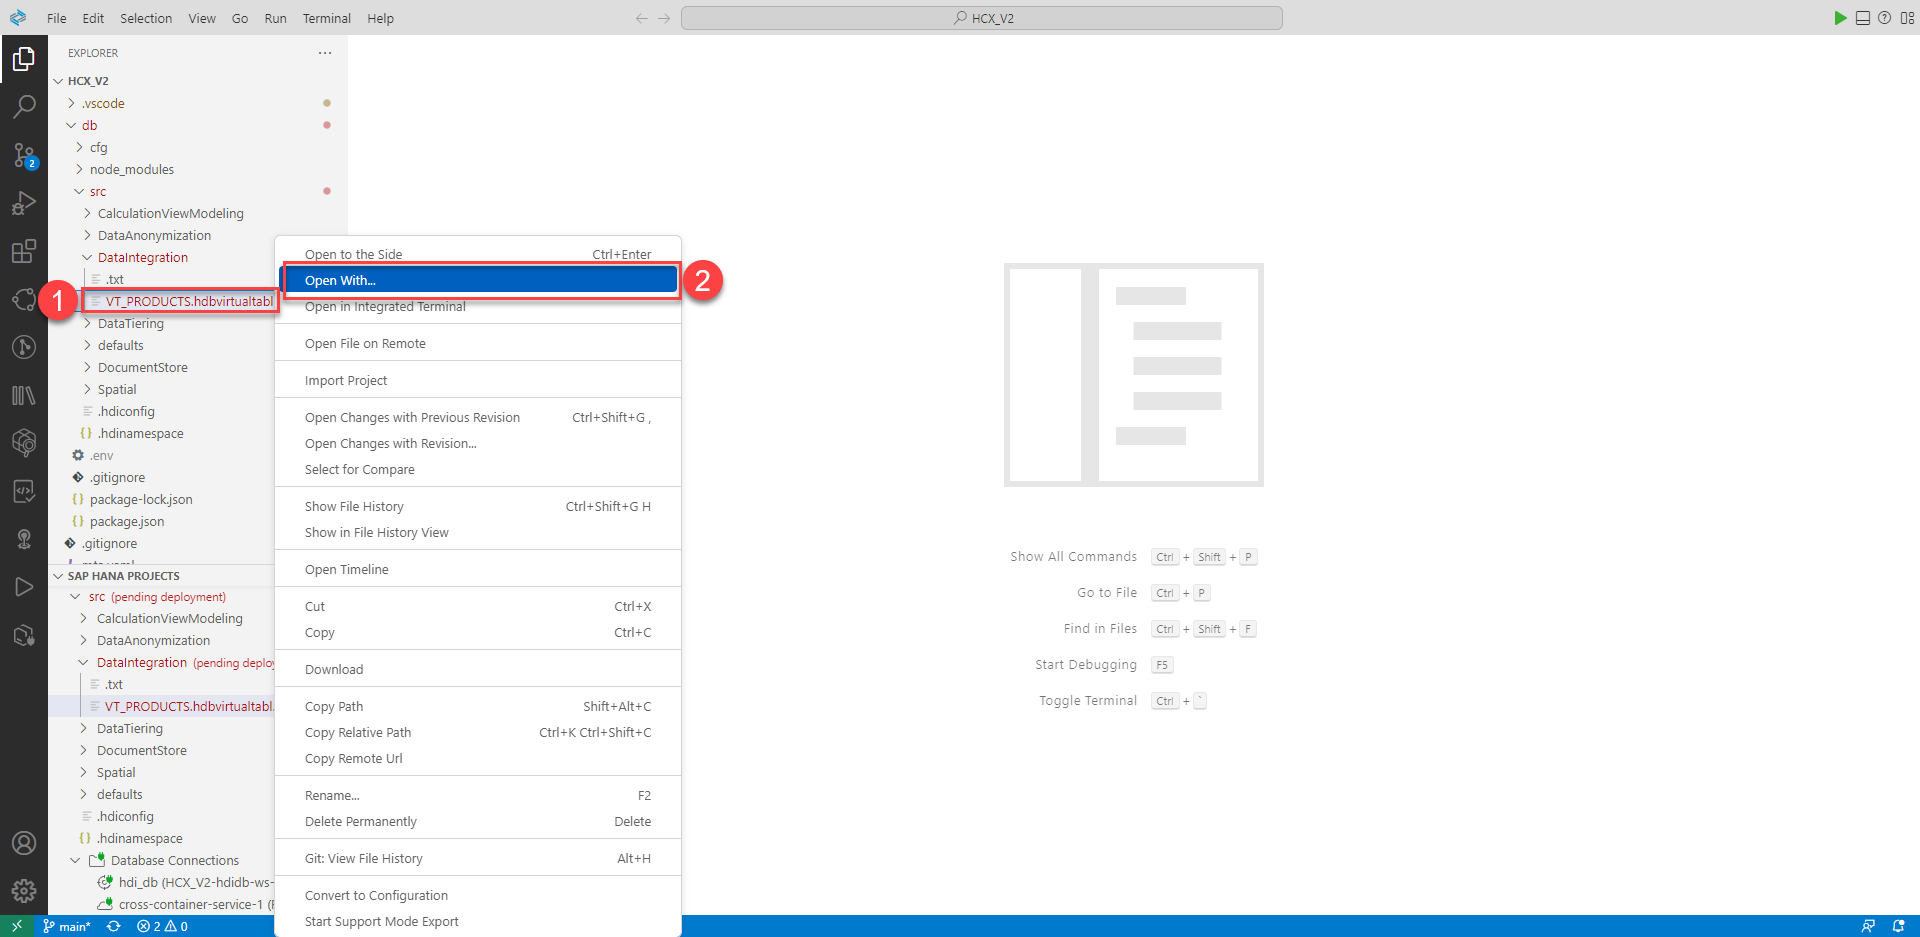 File Edit Selection View Go Run Terminal Help
HCX_V2
EXPLORER
HCX_V2
.vscode
db
cfg
node_modules
src
CalculationViewModeling
DataAnonymization
DataIntegration
.txt
1
VT_PRODUCTS.hdbvirtualtabl
DataTiering
defaults
DocumentStore
Spatial
.hdiconfig
{} .hdinamespace
.env
.gitignore
{} package-lock.json
{} package.json
.gitignore
SAP HANA PROJECTS
src (pending deployment)
CalculationViewModeling
DataAnonymization
DataIntegration (pending deploy
.txt
VT_PRODUCTS.hdbvirtualtabl
DataTiering
DocumentStore
Spatial
defaults
.hdiconfig
{} .hdinamespace
Database Connections
hdi_db (HCX_V2-hdidb-ws-
cross-container-service-1 (
2
Open to the Side Ctrl+Enter
Open With...
2
Open in Integrated Terminal
Open File on Remote
Import Project
Open Changes with Previous Revision Ctrl+Shift+G ,
Open Changes with Revision...
Select for Compare
Show File History Ctrl+Shift+G H
Show in File History View
Open Timeline
Cut Ctrl+X
Copy Ctrl+C
Download
Copy Path Shift+Alt+C
Copy Relative Path Ctrl+K Ctrl+Shift+C
Copy Remote Url
Rename... F2
Delete Permanently Delete
Git: View File History Alt+H
Convert to Configuration
Start Support Mode Export
Show All Commands Ctrl + Shift + P
Go to File Ctrl + P
Find in Files Ctrl + Shift + F
Start Debugging F5
Toggle Terminal Ctrl + `
main* 2 0